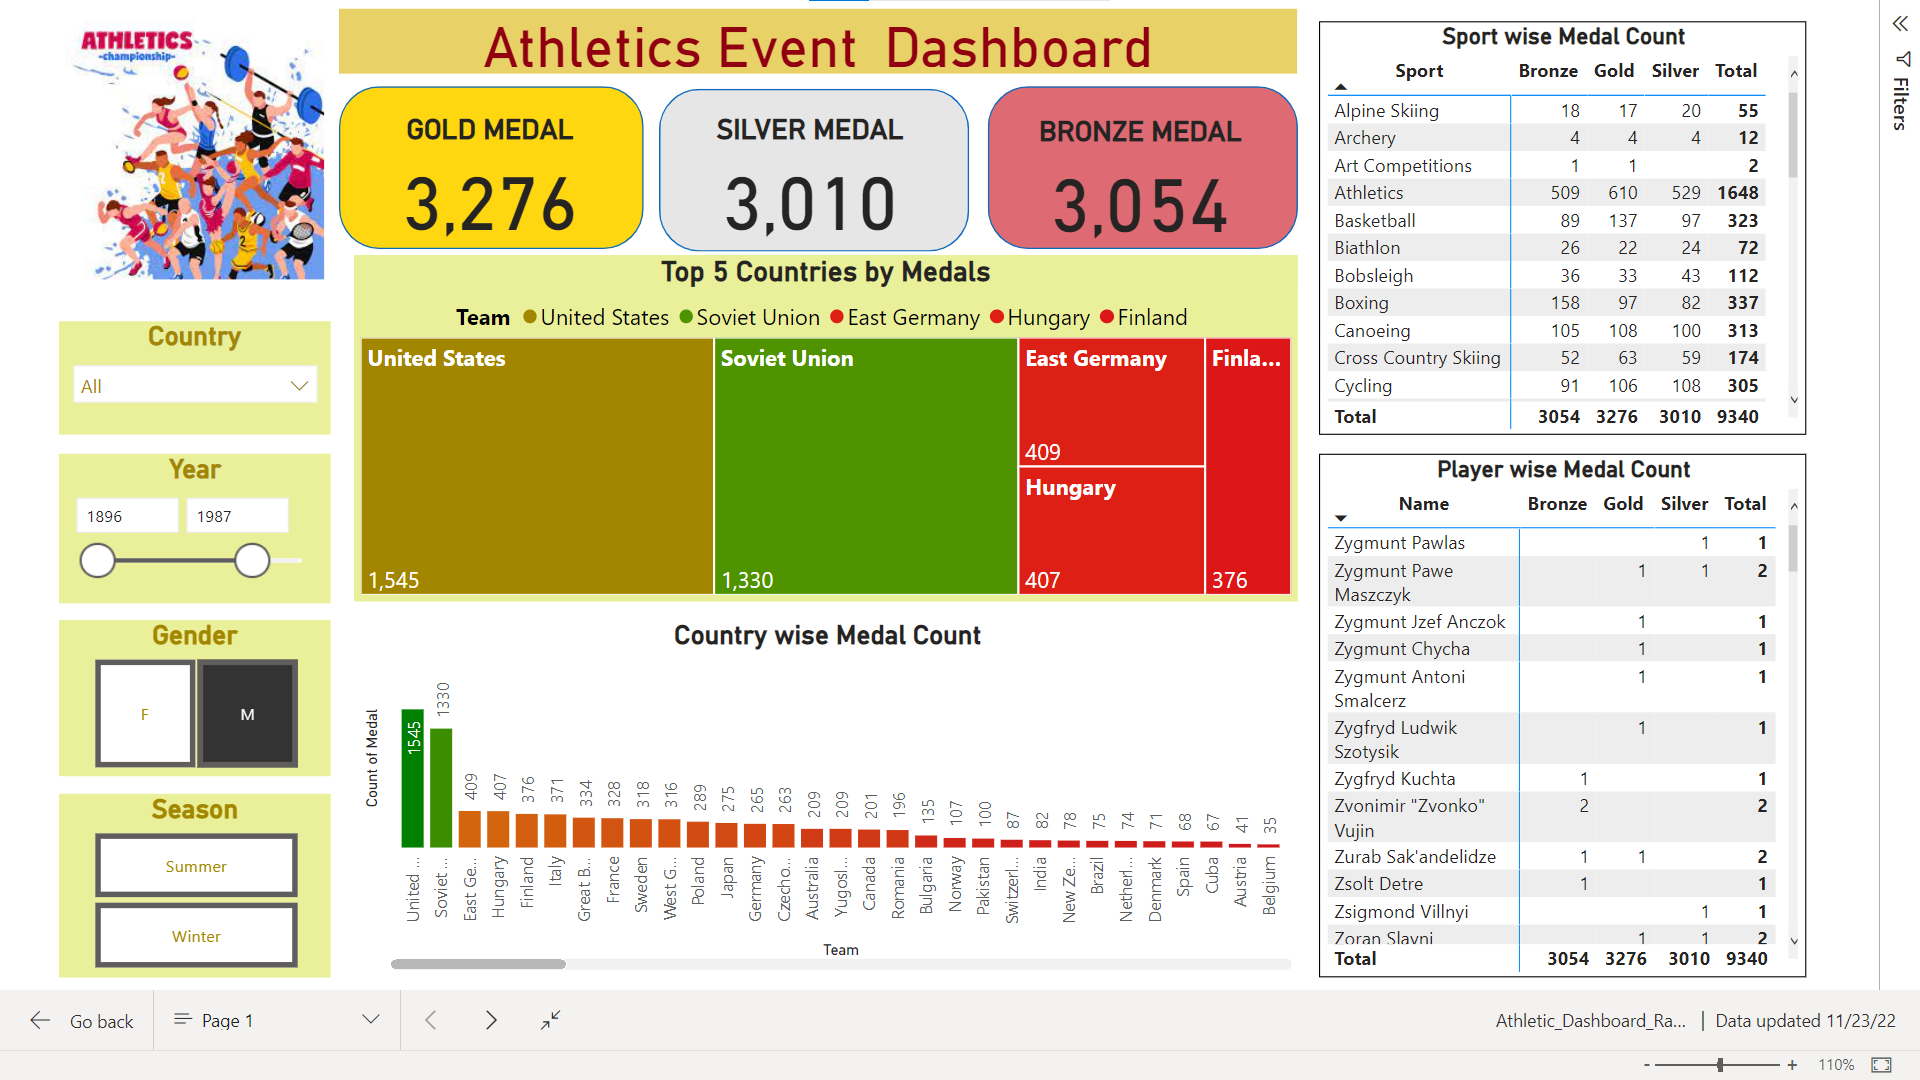 ATHLETICS
-championship-
Athletics Event Dashboard
GOLD MEDAL
3,276
SILVER MEDAL
3,010
BRONZE MEDAL
3,054
Country
All
Year
1896 1987
Gender
F M
Season
Summer
Winter
Top 5 Countries by Medals
Team United States Soviet Union East Germany Hungary Finland
United States
1,545
Soviet Union
1,330
East Germany
409
Hungary
407
Finla...
376
Country wise Medal Count
Count of Medal
1545 1330 409 407 376 371 334 328 318 316 289 275 265 263 209 209 201 196 135 107 100 87 82 78 75 74 71 68 67 41 35
United ...
Soviet ...
East Ge...
Hungary
Finland
Italy
Great B...
France
Sweden
West G...
Poland
Japan
Germany
Czecho...
Australia
Yugosl...
Canada
Romania
Bulgaria
Norway
Pakistan
Switzerl...
India
New Ze...
Brazil
Netherl...
Denmark
Spain
Cuba
Austria
Belgium
Team
Sport wise Medal Count
Sport Bronze Gold Silver Total
Alpine Skiing 18 17 20 55
Archery 4 4 4 12
Art Competitions 1 1 2
Athletics 509 610 529 1648
Basketball 89 137 97 323
Biathlon 26 22 24 72
Bobsleigh 36 33 43 112
Boxing 158 97 82 337
Canoeing 105 108 100 313
Cross Country Skiing 52 63 59 174
Cycling 91 106 108 305
Total 3054 3276 3010 9340
Player wise Medal Count
Name Bronze Gold Silver Total
Zygmunt Pawlas 1 1
Zygmunt Pawe 1 1 2
Maszczyk
Zygmunt Jzef Anczok 1 1
Zygmunt Chycha 1 1
Zygmunt Antoni 1 1
Smalcerz
Zygfryd Ludwik 1 1
Szotysik
Zygfryd Kuchta 1 1
Zvonimir "Zvonko" 2 2
Vujin
Zurab Sak'andelidze 1 1 2
Zsolt Detre 1 1
Zsigmond Villnyi 1 1
Zoran Slavni 1 1 2
Total 3054 3276 3010 9340
Filters
Go back
Page 1
Athletic_Dashboard_Ra... | Data updated 11/23/22
- + 110%